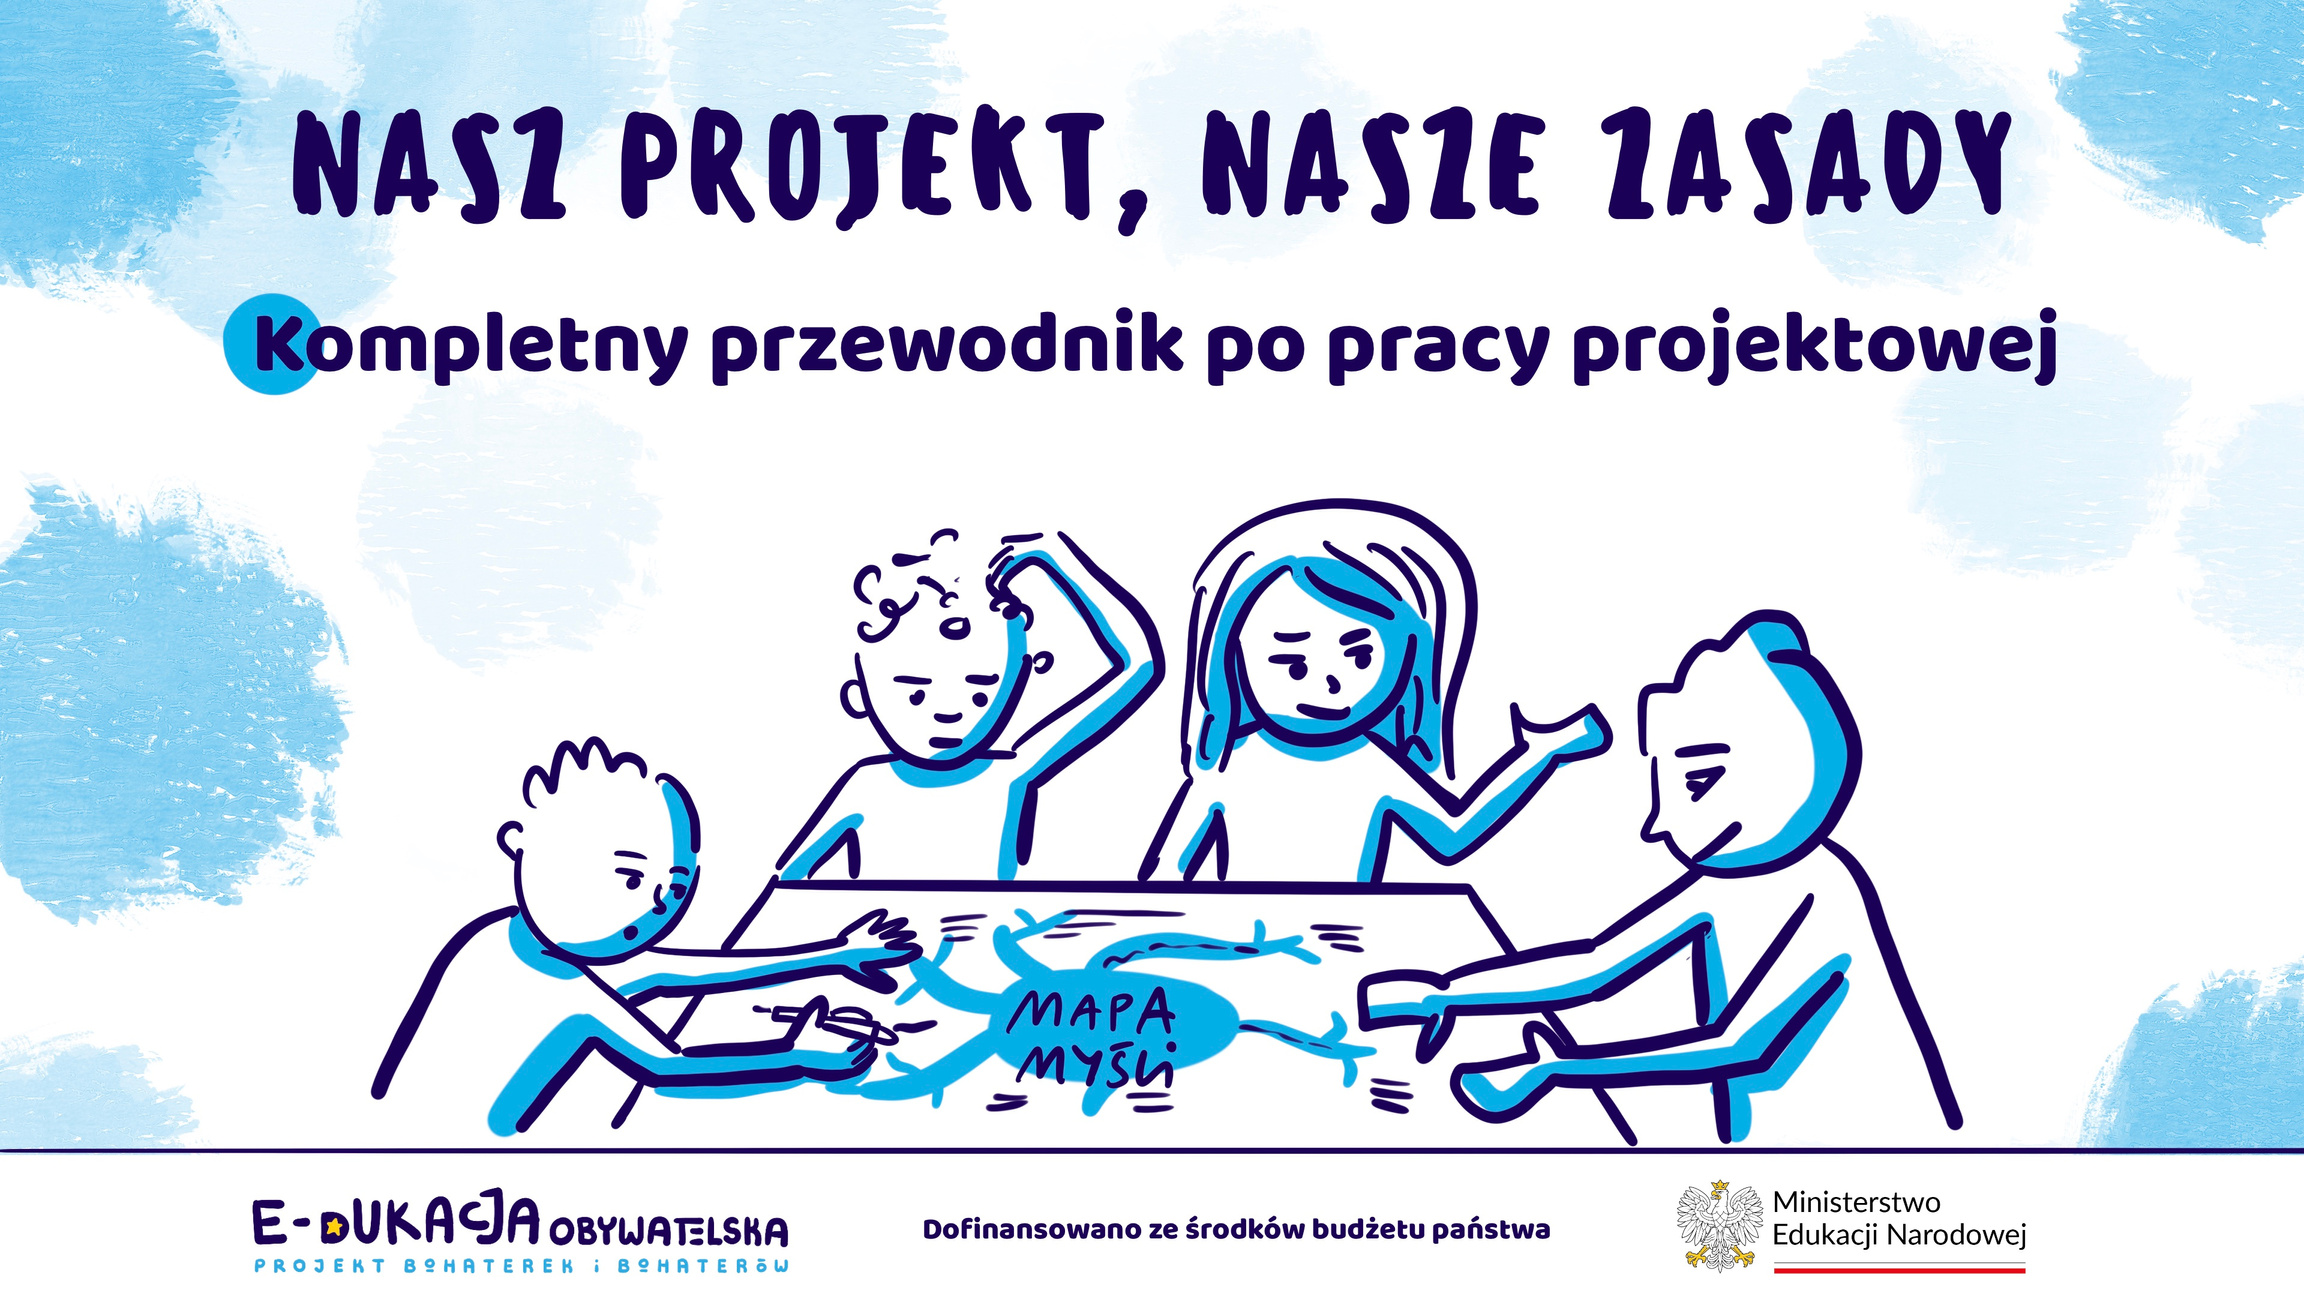 NASZ PROJEKT, NASZE ZASADY
Kompletny przewodnik po pracy projektowej
MAPA
MYŚLI
E-DUKACJA OBYWATELSKA
PROJEKT BOHATEREK i BOHATERÓW
Dofinansowano ze środków budżetu państwa
Ministerstwo
Edukacji Narodowej